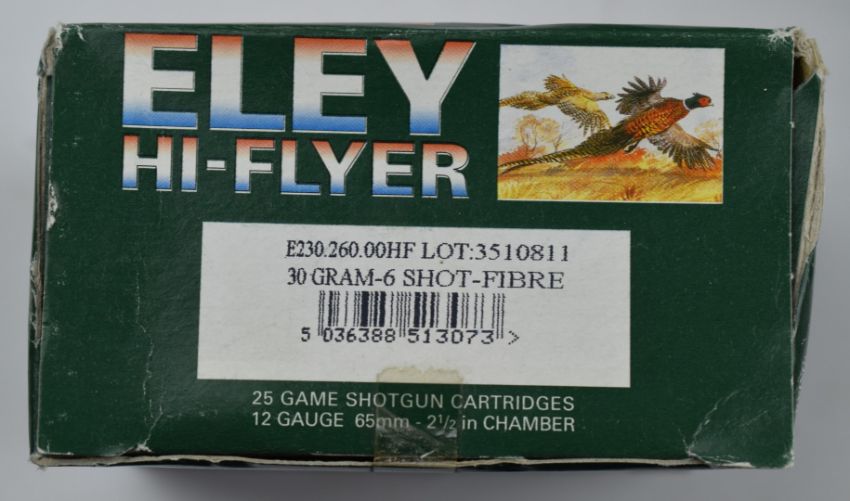 ELEY
HI-FLYER
E230.260.00HF LOT:3510811
30 GRAM-6 SHOT-FIBRE
5 036388 513073 >
25 GAME SHOTGUN CARTRIDGES
12 GAUGE 65mm - 2½ in CHAMBER